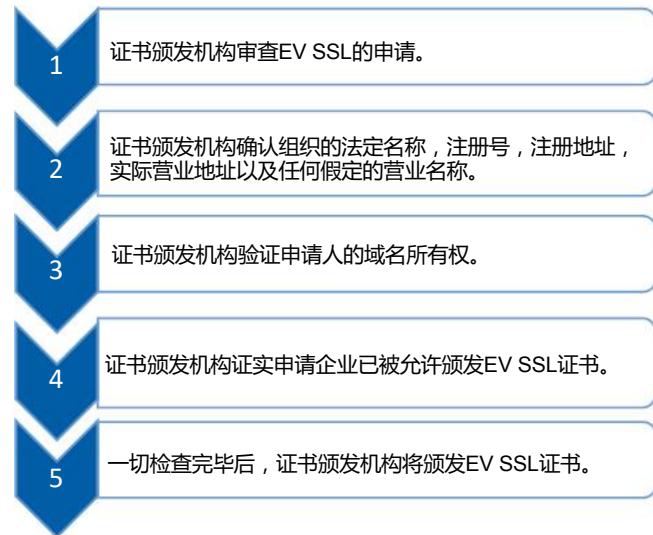 1
证书颁发机构审查EV SSL的申请。
2
证书颁发机构确认组织的法定名称，注册号，注册地址，
实际营业地址以及任何假定的营业名称。
3
证书颁发机构验证申请人的域名所有权。
4
证书颁发机构证实申请企业已被允许颁发EV SSL证书。
5
一切检查完毕后，证书颁发机构将颁发EV SSL证书。